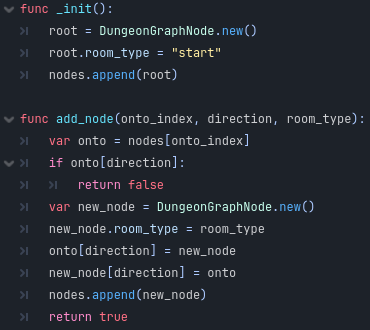 func _init():
root = DungeonGraphNode.new()
root.room_type = "start"
nodes.append(root)
func add_node(onto_index, direction, room_type):
var onto = nodes[onto_index]
if onto[direction]:
return false
var new_node = DungeonGraphNode.new()
new_node.room_type = room_type
onto[direction] = new_node
new_node[direction] = onto
nodes.append(new_node)
return true